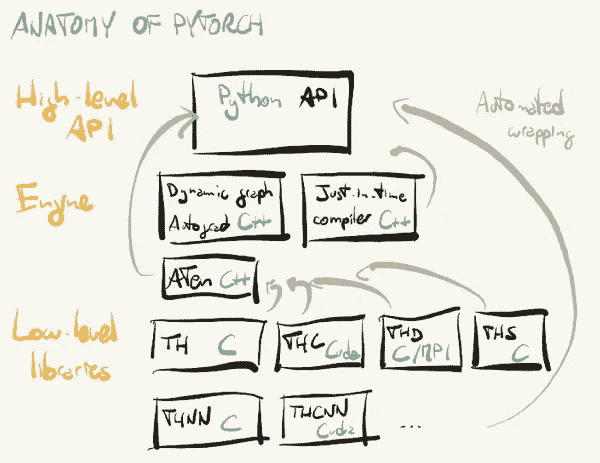 ANATOMY OF PYTORCH
High-level
API
Python API
Automated
wrapping
Engine
Dynamic graph
Autograd C++
Just-in-time
compiler C++
ATen C++
Low-level
libraries
TH C
THC
Cuda
THD
C/MPI
THS
C
THNN C
THCNN
Cuda
...